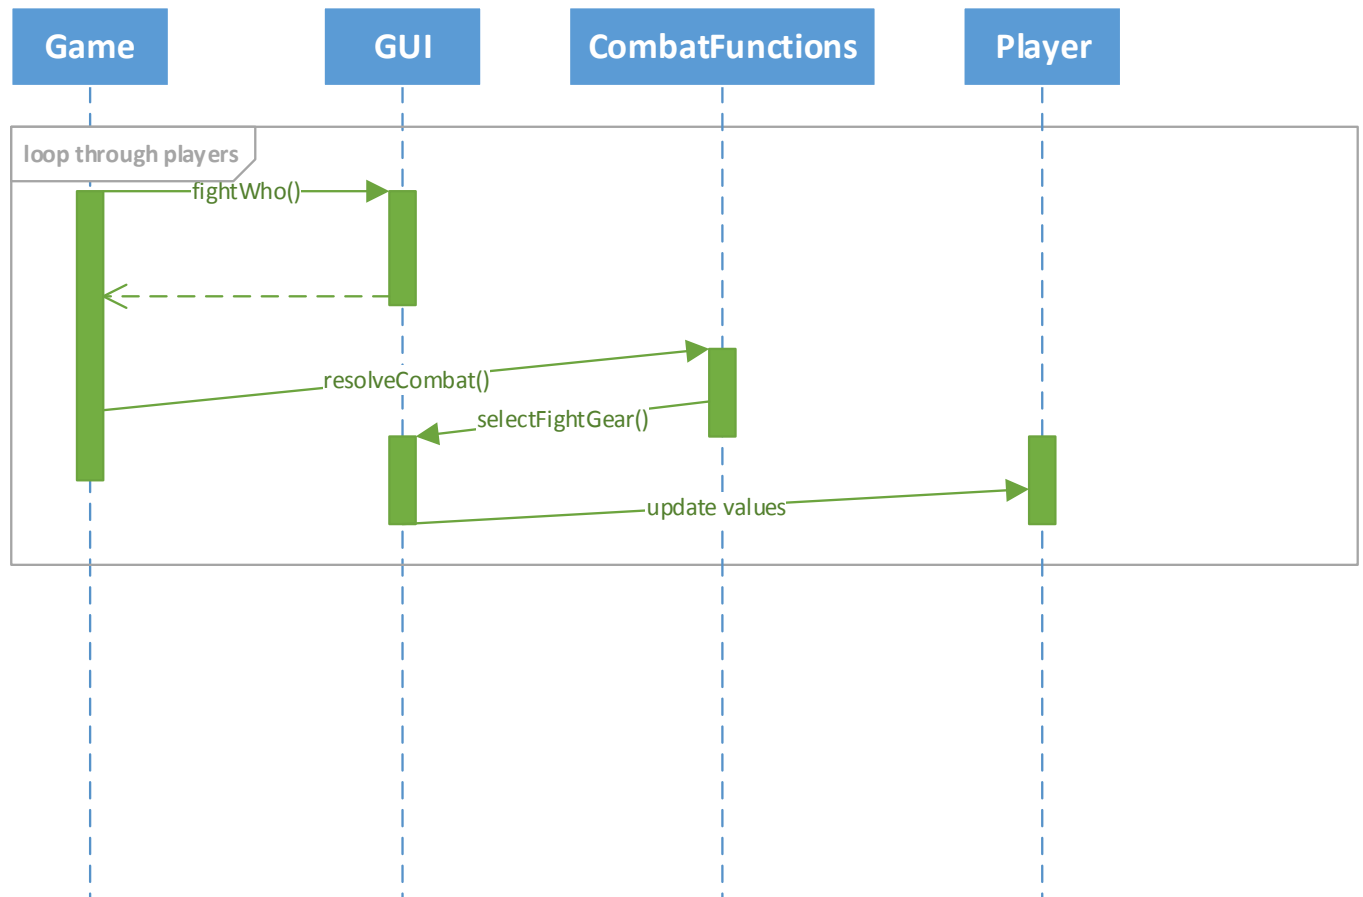 Game
GUI
CombatFunctions
Player
loop through players
fightWho()
resolveCombat()
selectFightGear()
update values